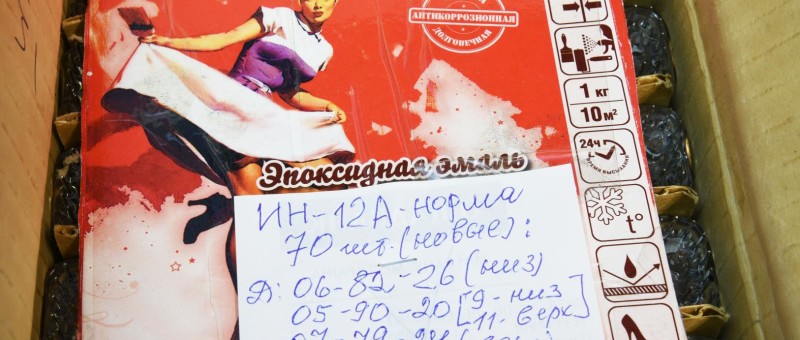 АНТИКОРРОЗИОННАЯ
ДОЛГОВЕЧНАЯ
1 кг
10 м²
24ч
t°
Эпоксидная эмаль
ИН-12А-норма
70 шт. (новые):
Д: 06-82-26 (низ)
05-90-20 [9-низ
11-верх]